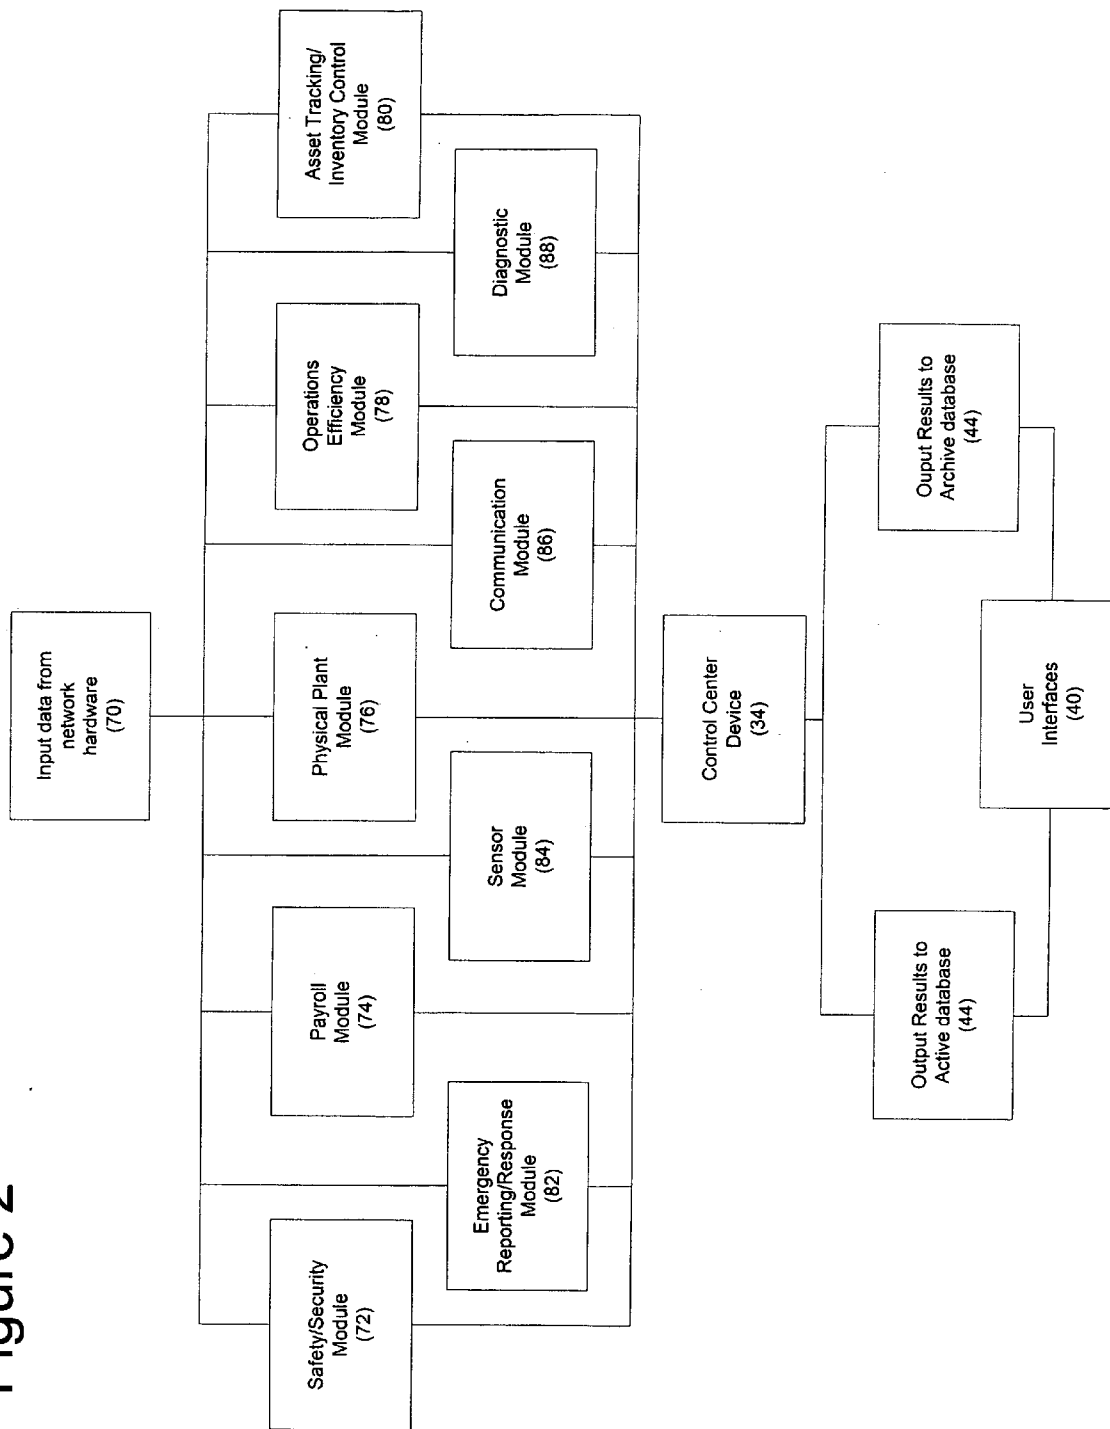 Figure 2
Input data from
network
hardware
(70)
Safety/Security
Module
(72)
Payroll
Module
(74)
Physical Plant
Module
(76)
Operations
Efficiency
Module
(78)
Asset Tracking/
Inventory Control
Module
(80)
Emergency
Reporting/Response
Module
(82)
Sensor
Module
(84)
Communication
Module
(86)
Diagnostic
Module
(88)
Control Center
Device
(34)
Output Results to
Active database
(44)
Ouput Results to
Archive database
(44)
User
Interfaces
(40)